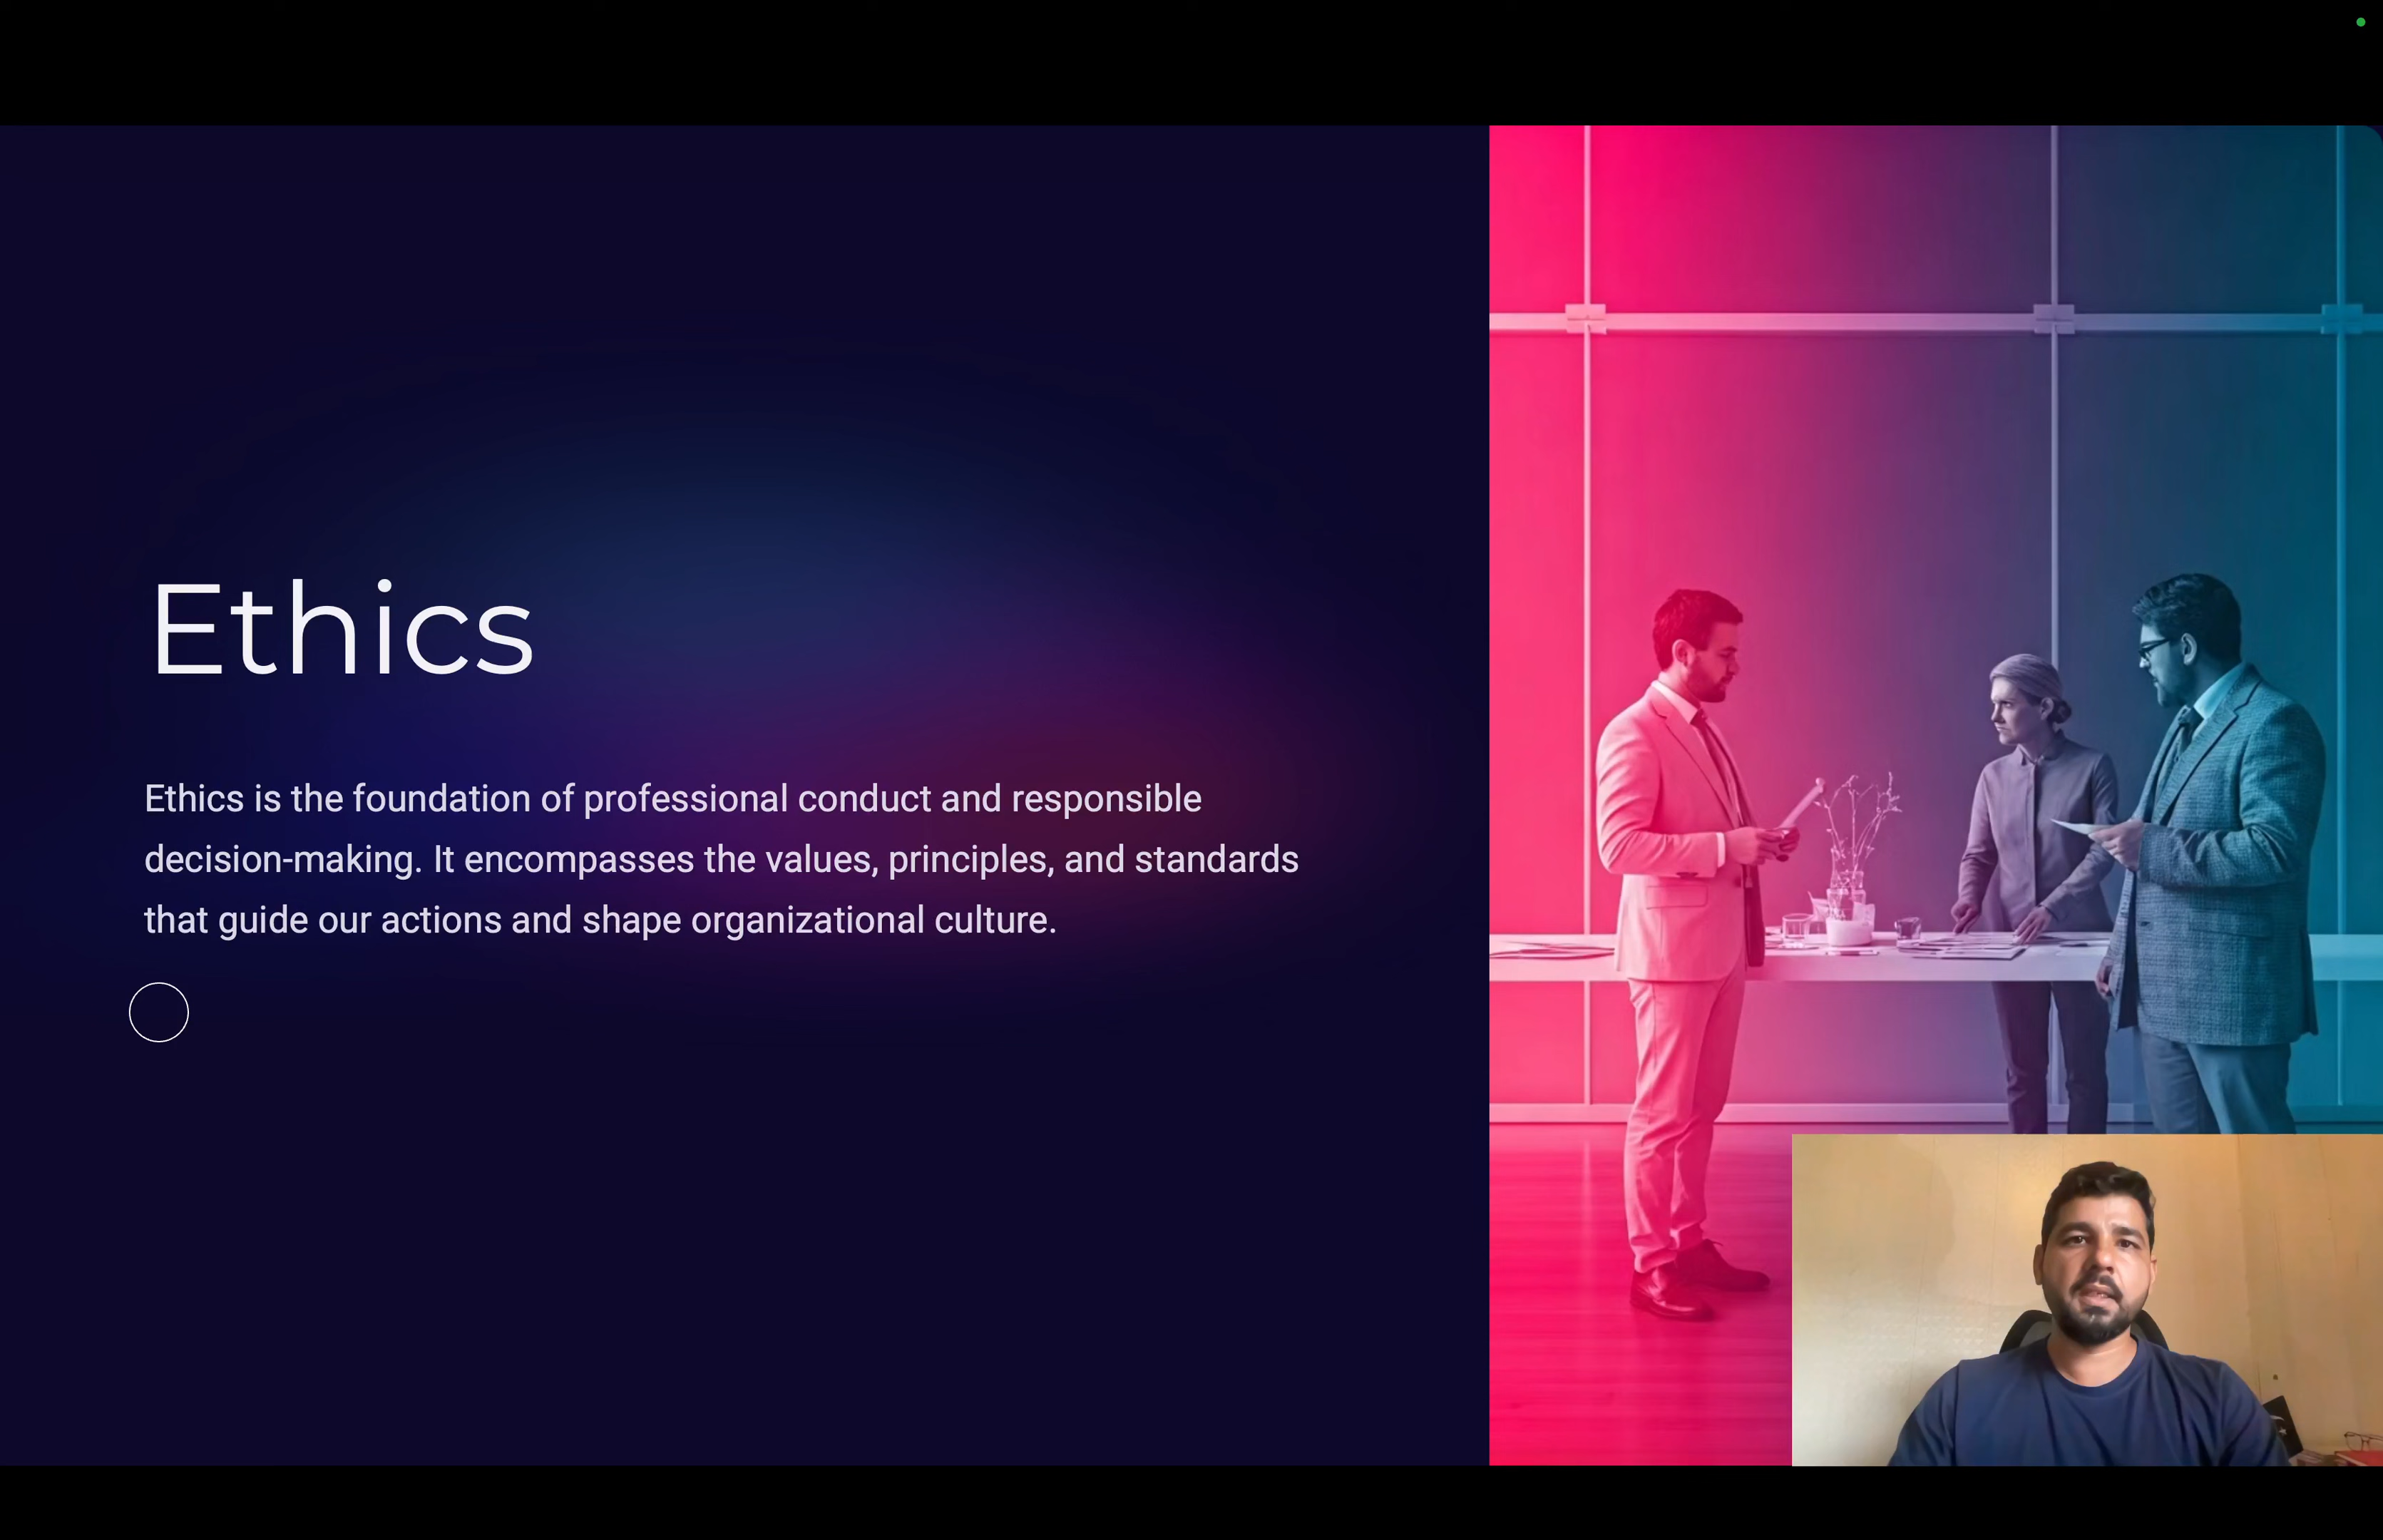 Ethics
Ethics is the foundation of professional conduct and responsible
decision-making. It encompasses the values, principles, and standards
that guide our actions and shape organizational culture.